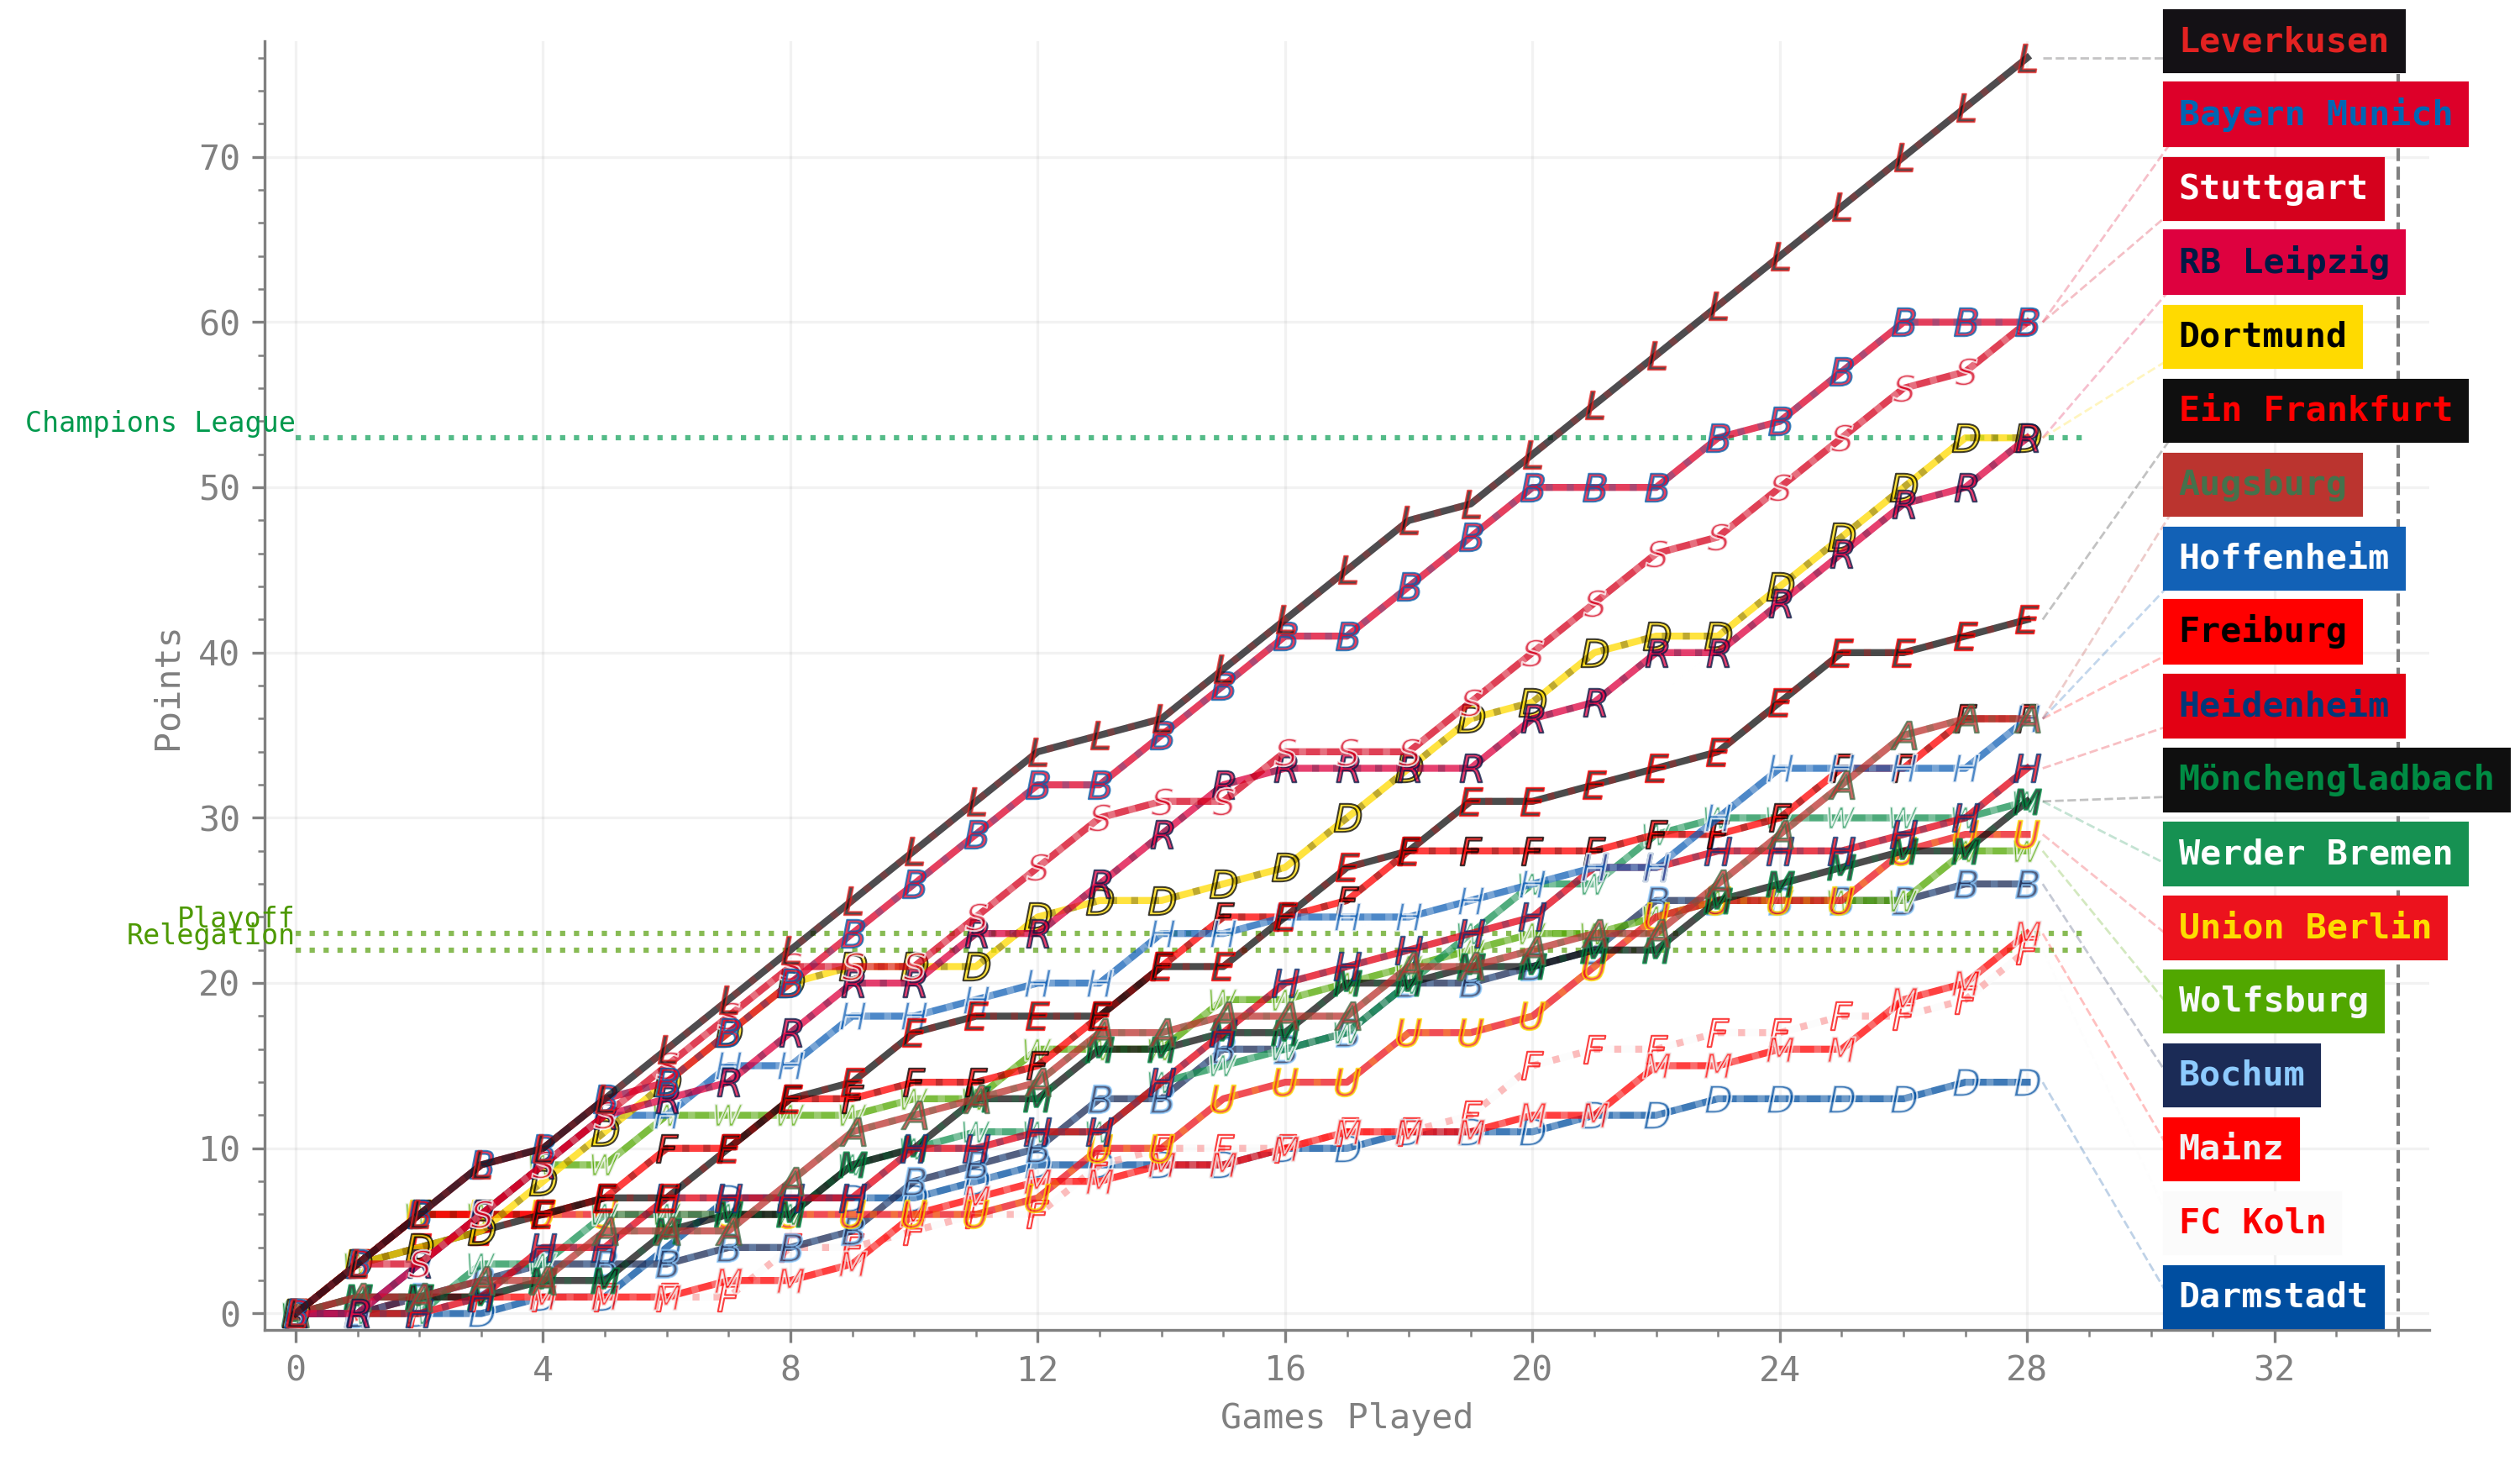 Leverkusen
Bayern Munich
Stuttgart
RB Leipzig
Dortmund
Ein Frankfurt
Augsburg
Hoffenheim
Freiburg
Heidenheim
Mönchengladbach
Werder Bremen
Union Berlin
Wolfsburg
Bochum
Mainz
FC Koln
Darmstadt
Champions League
Playoff
Relegation
Points
70
60
50
40
30
20
10
0
0 4 8 12 16 20 24 28 32
Games Played